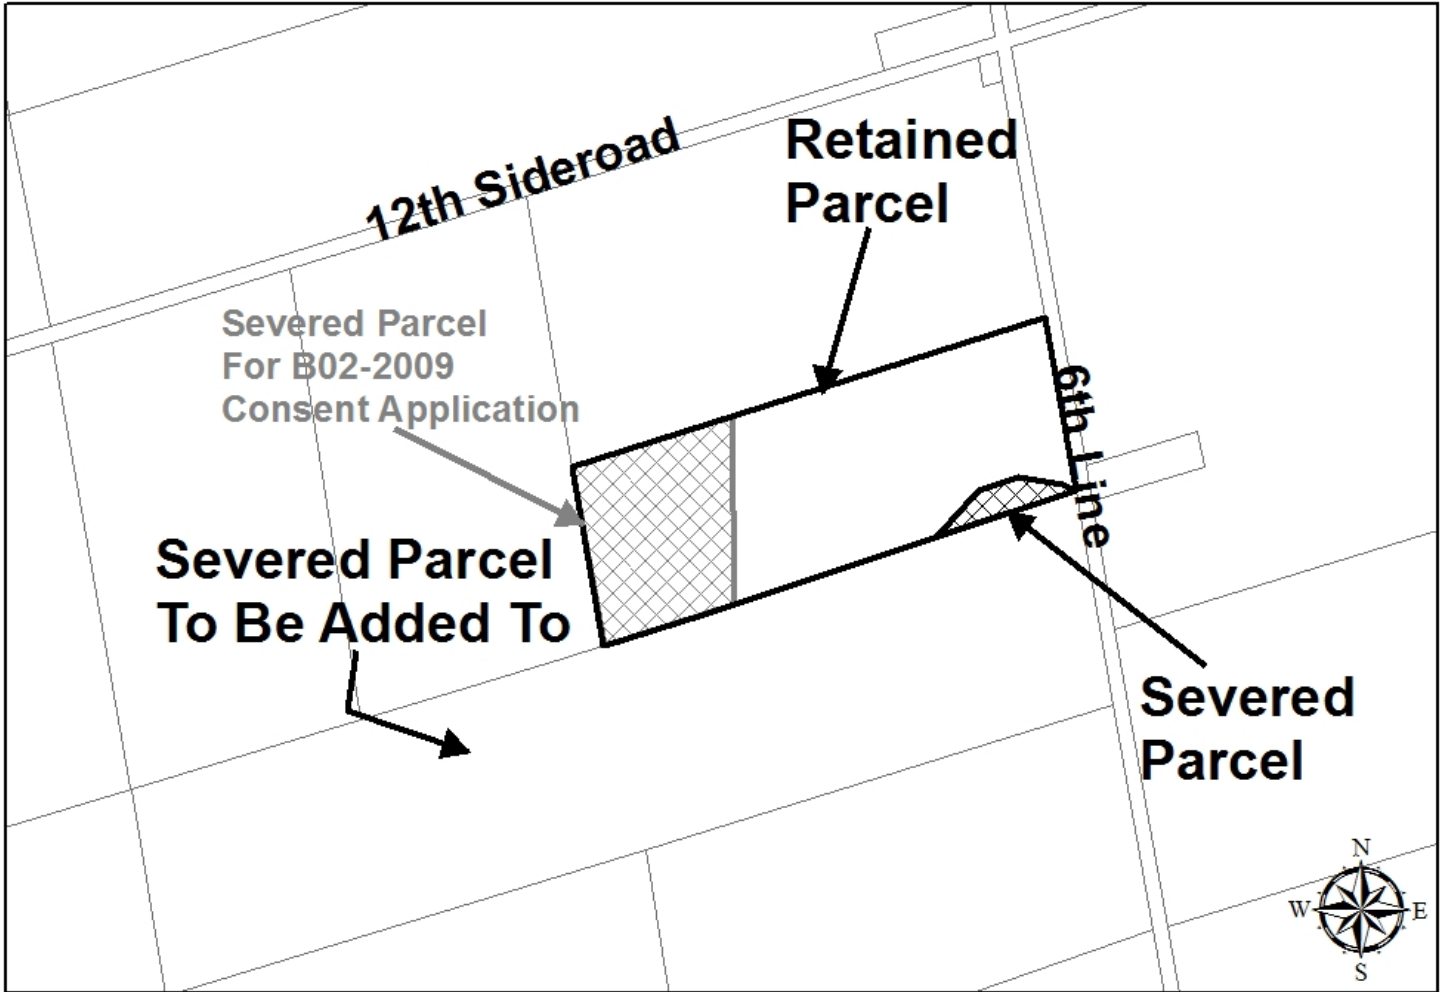 12th Sideroad
Retained
Parcel
Severed Parcel
For B02-2009
Consent Application
6th Line
Severed Parcel
To Be Added To
Severed
Parcel
N
W
E
S